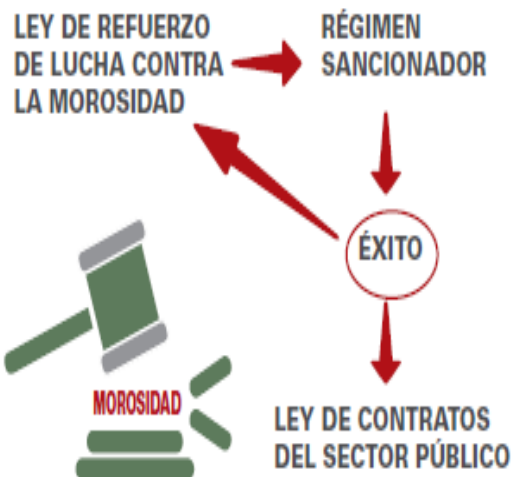 LEY DE REFUERZO
DE LUCHA CONTRA
LA MOROSIDAD
RÉGIMEN
SANCIONADOR
ÉXITO
MOROSIDAD
LEY DE CONTRATOS
DEL SECTOR PÚBLICO